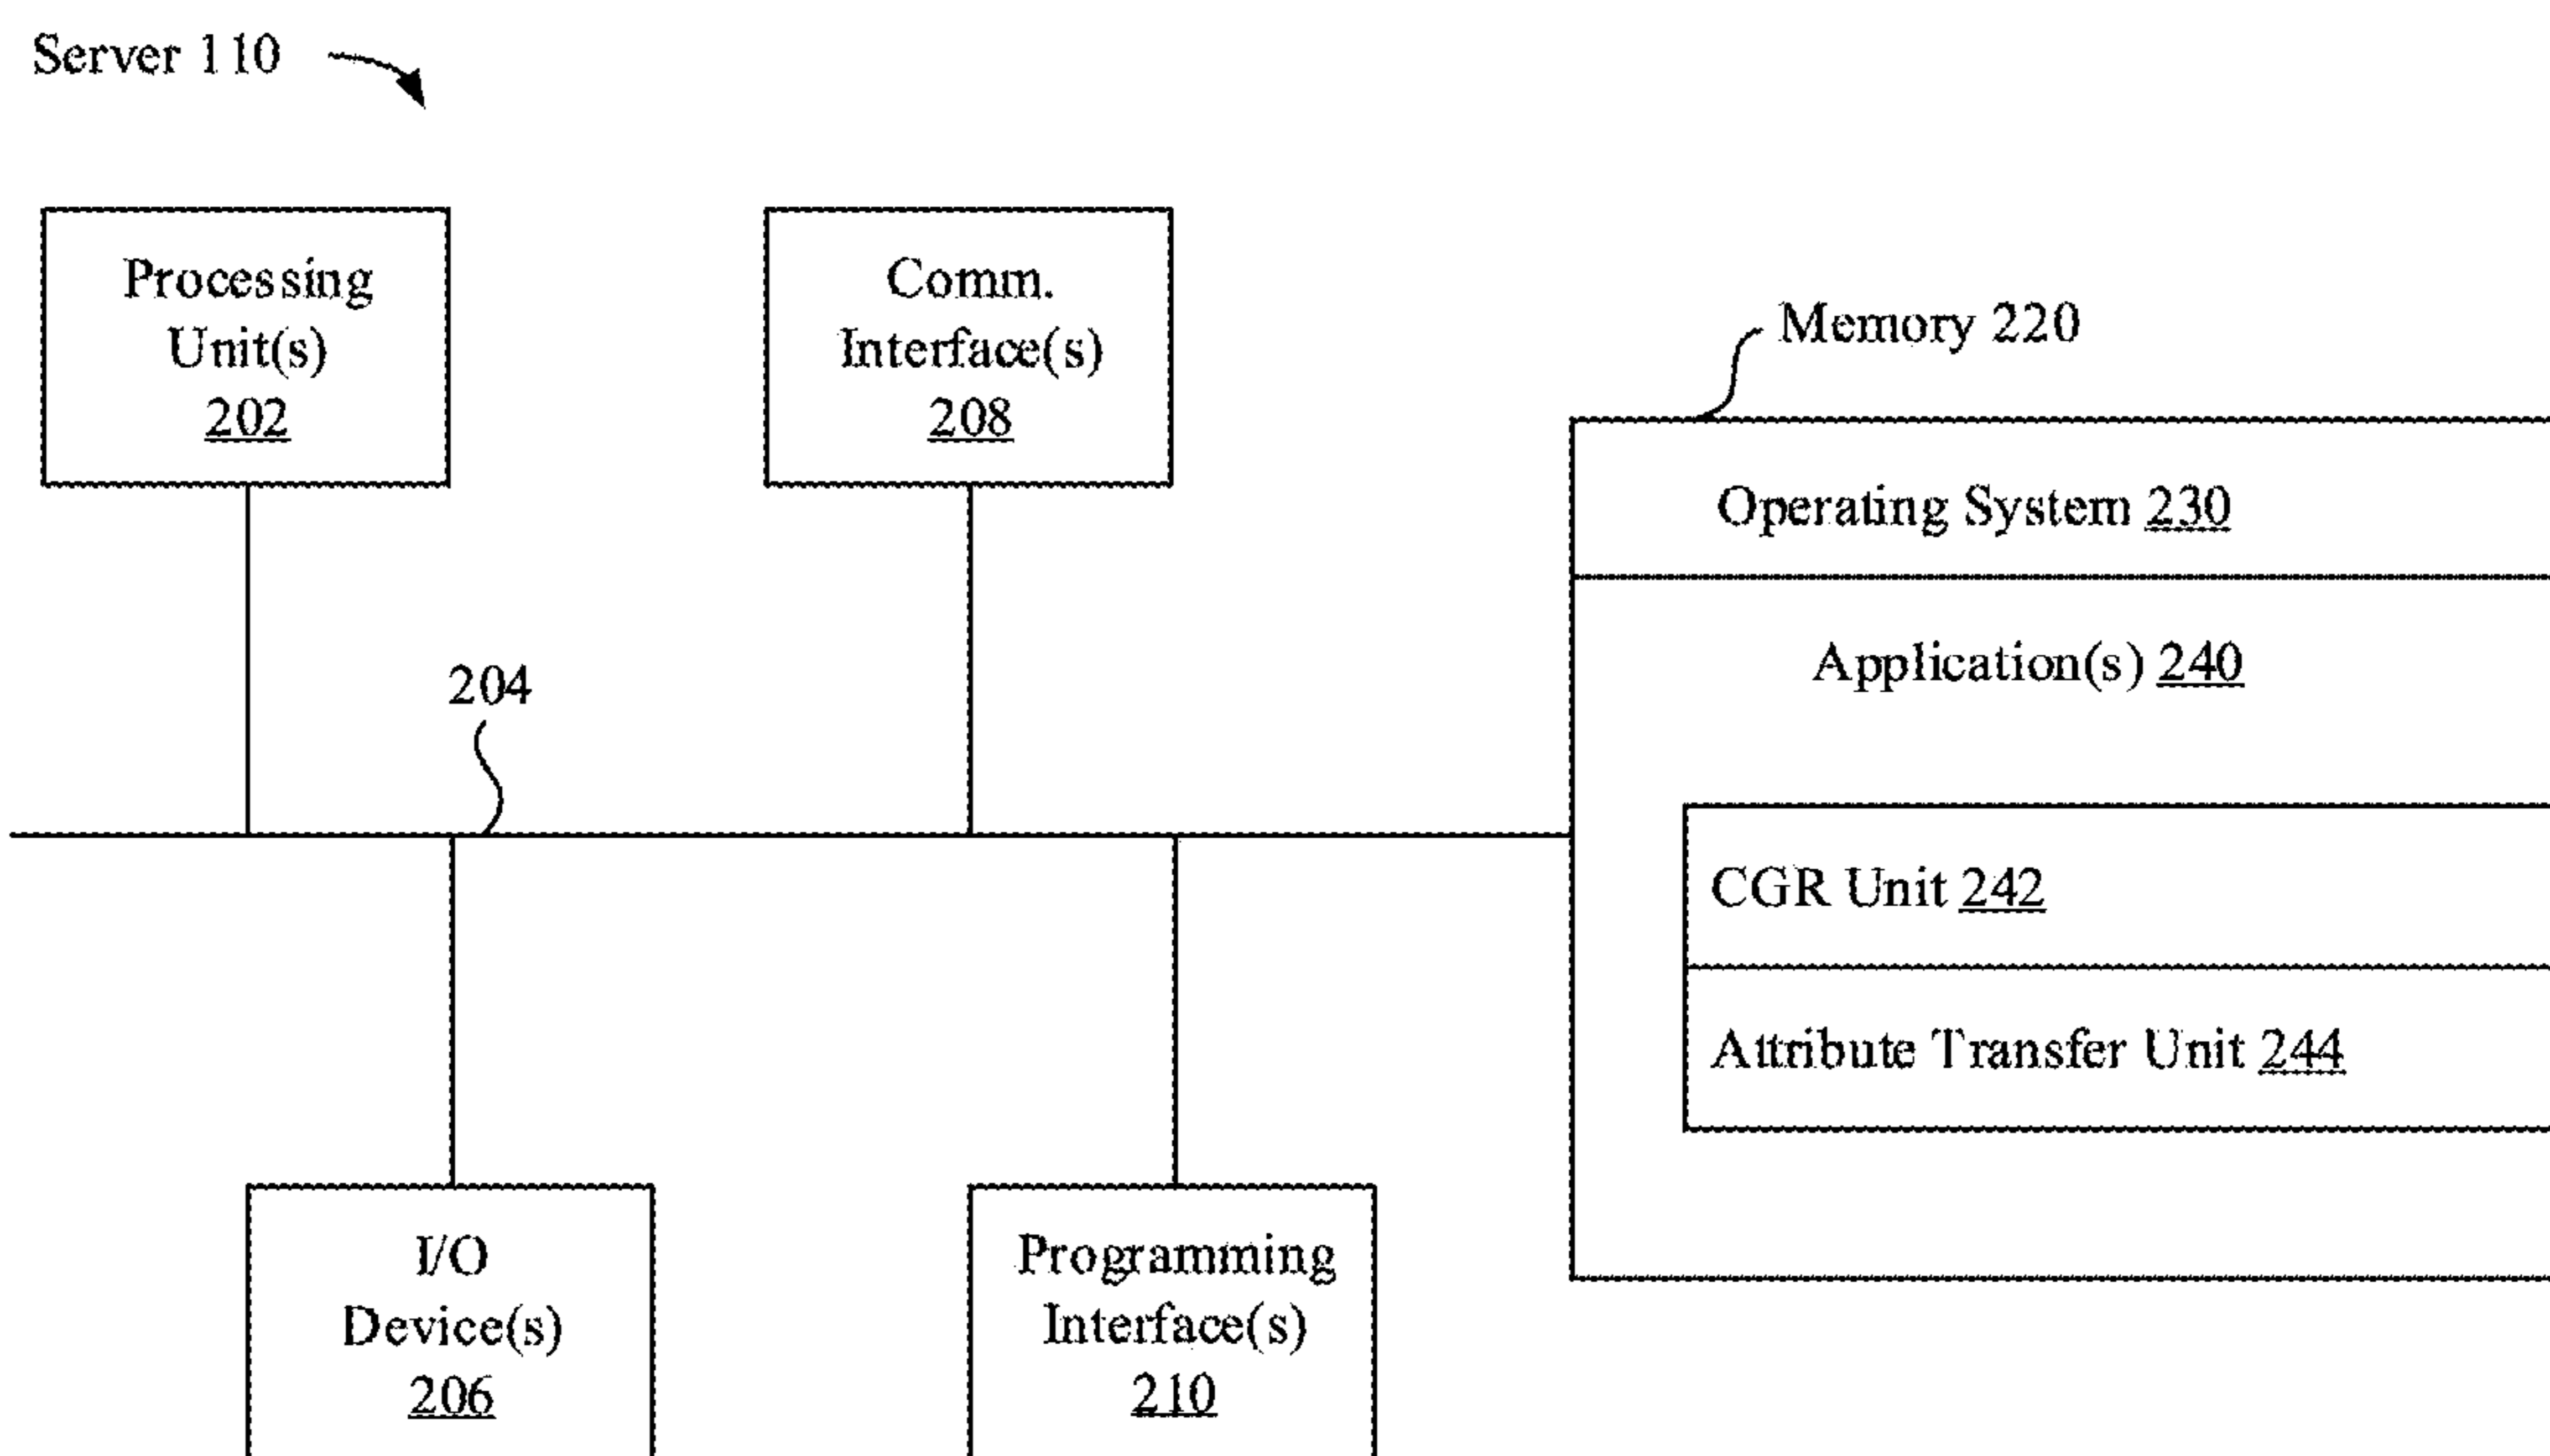 Server 110
Processing
Unit(s)
202
Comm.
Interface(s)
208
Memory 220
Operating System 230
Application(s) 240
204
CGR Unit 242
Attribute Transfer Unit 244
I/O
Device(s)
206
Programming
Interface(s)
210